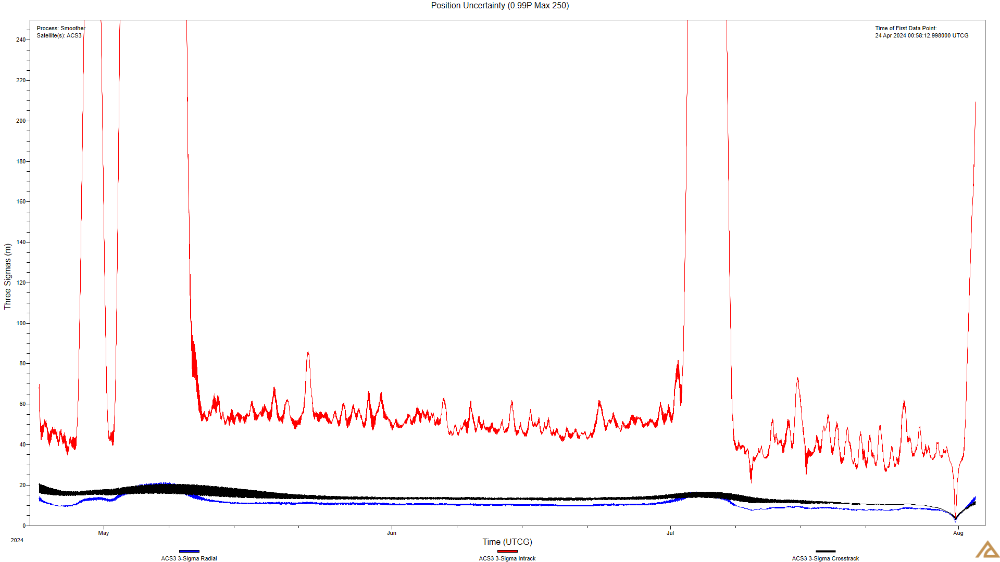 Position Uncertainty (0.99P Max 250)
Process: Smoother
Satellite(s): ACS3
Time of First Data Point:
24 Apr 2024 00:58:12.998000 UTCG
Three Sigmas (m)
240
220
200
180
160
140
120
100
80
60
40
20
0
May
Jun
Jul
Aug
2024
Time (UTCG)
ACS3 3-Sigma Radial
ACS3 3-Sigma Intrack
ACS3 3-Sigma Crosstrack